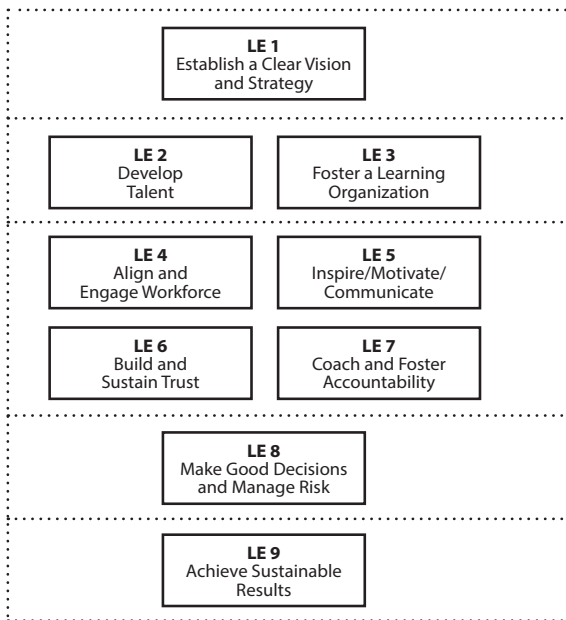 LE 1
Establish a Clear Vision
and Strategy
LE 2
Develop
Talent
LE 3
Foster a Learning
Organization
LE 4
Align and
Engage Workforce
LE 5
Inspire/Motivate/
Communicate
LE 6
Build and
Sustain Trust
LE 7
Coach and Foster
Accountability
LE 8
Make Good Decisions
and Manage Risk
LE 9
Achieve Sustainable
Results